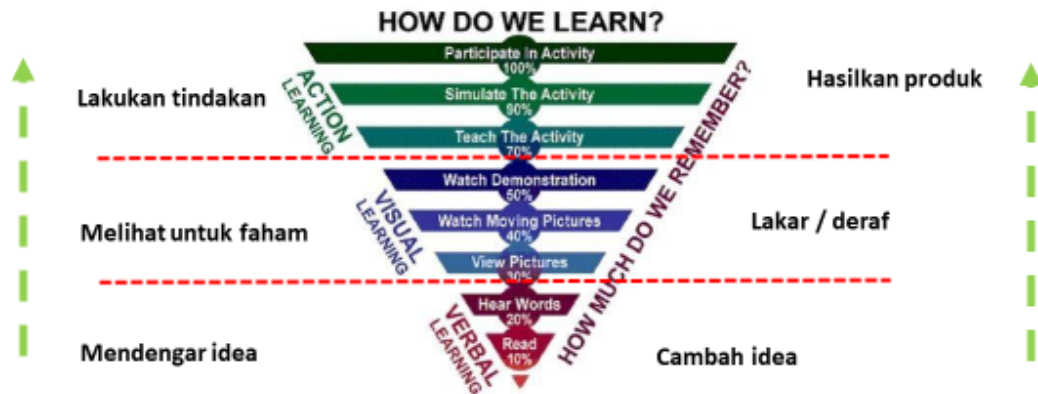 HOW DO WE LEARN?
Participate In Activity
100%
Simulate The Activity
90%
Teach The Activity
70%
Watch Demonstration
50%
Watch Moving Pictures
40%
View Pictures
30%
Hear Words
20%
Read
10%
ACTION
LEARNING
VISUAL
LEARNING
VERBAL
LEARNING
HOW MUCH DO WE REMEMBER?
Lakukan tindakan
Hasilkan produk
Melihat untuk faham
Lakar / deraf
Mendengar idea
Cambah idea